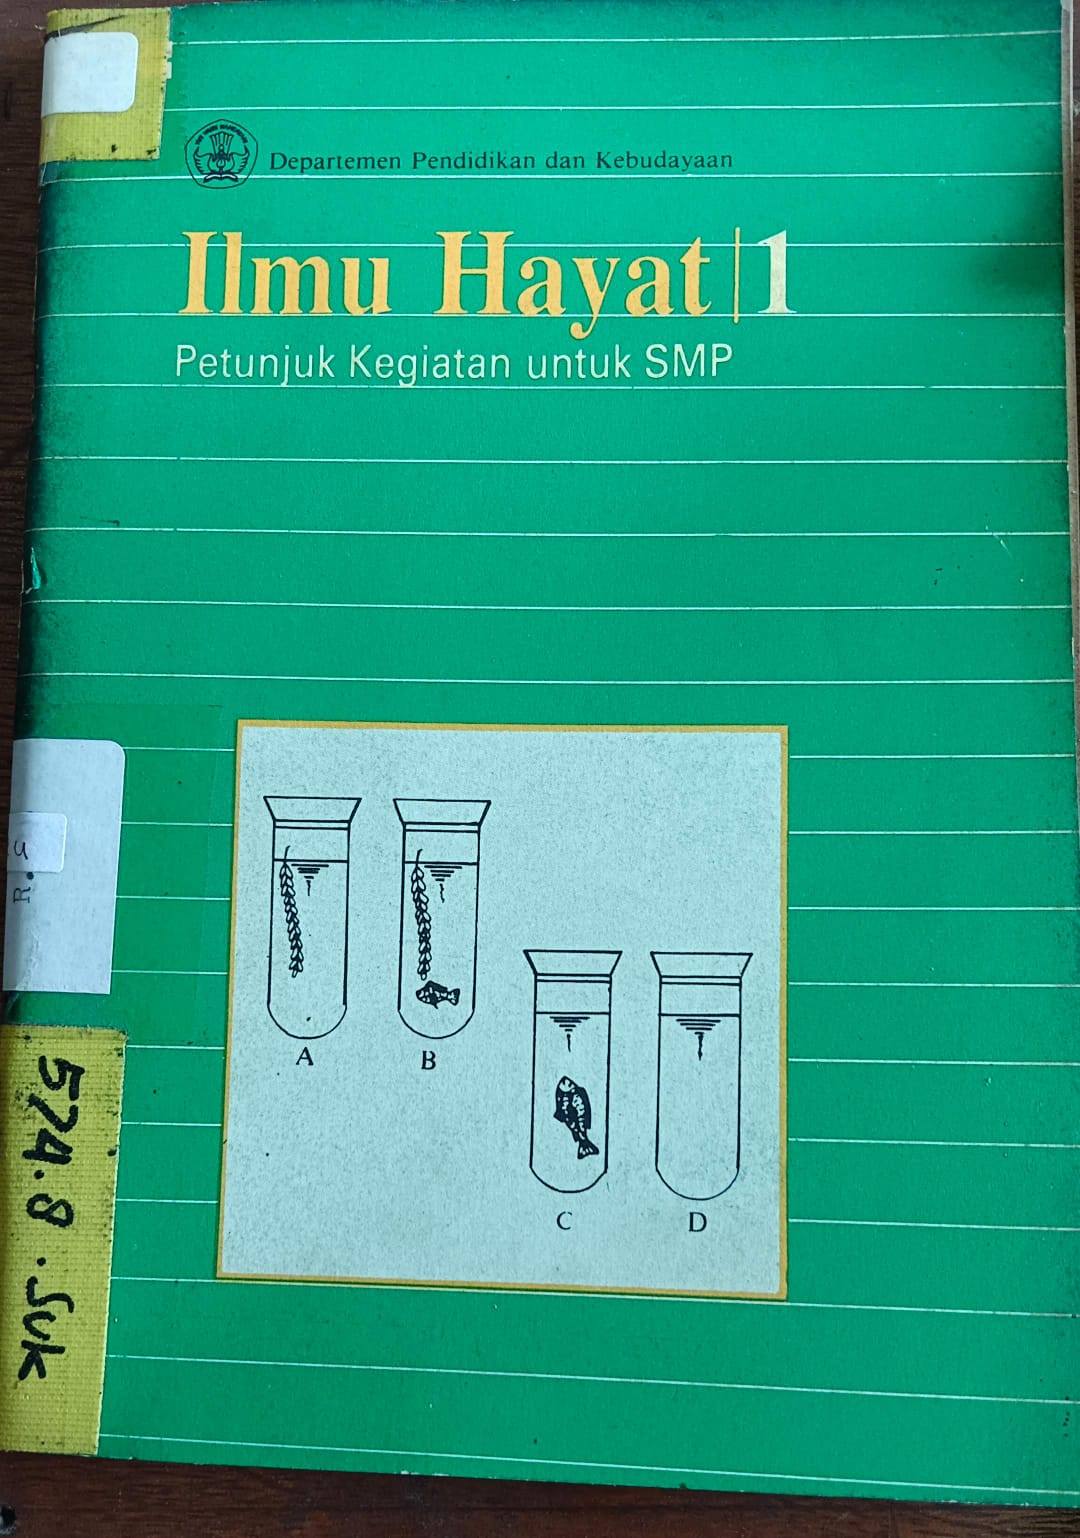 Departemen Pendidikan dan Kebudayaan
Ilmu Hayat|1
Petunjuk Kegiatan untuk SMP
A
B
C
D
R.
574.8 . Suk